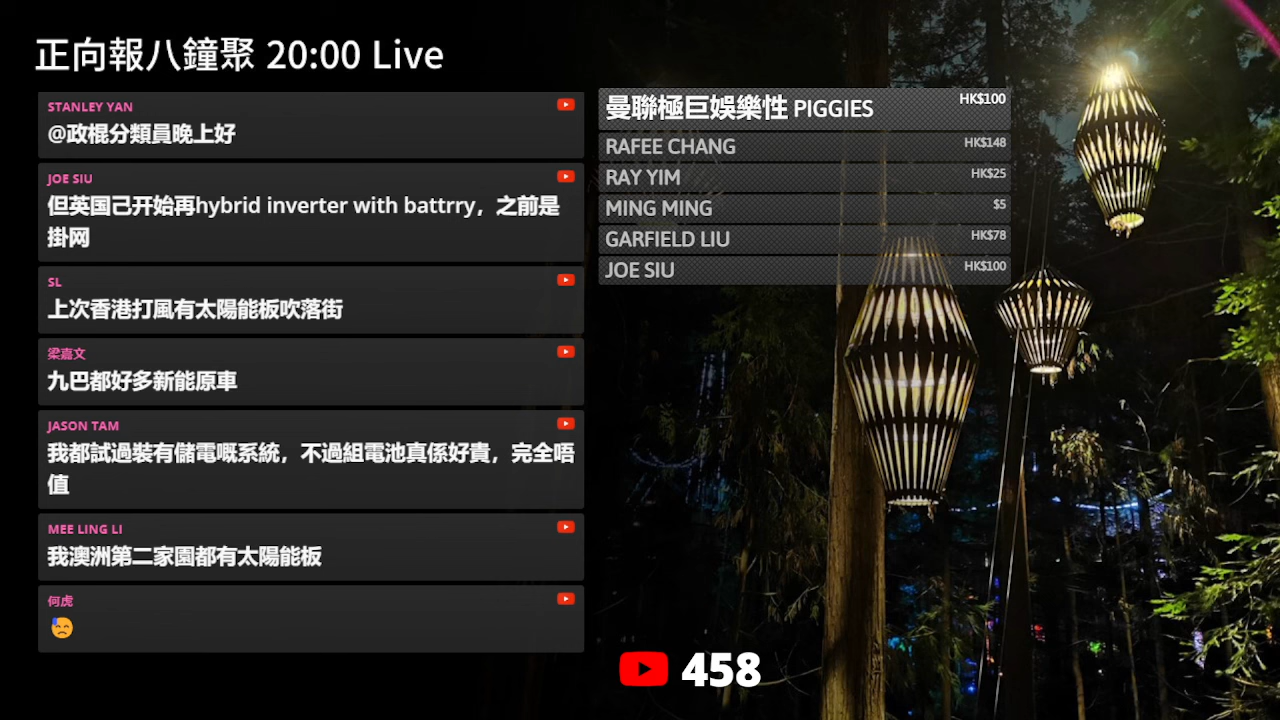 正向報八鐘聚 20:00 Live
STANLEY YAN
@政棍分類員晚上好
JOE SIU
但英国己开始再hybrid inverter with battrry，之前是
掛网
SL
上次香港打風有太陽能板吹落街
梁嘉文
九巴都好多新能原車
JASON TAM
我都試過裝有儲電嘅系統，不過組電池真係好貴，完全唔
值
MEE LING LI
我澳洲第二家園都有太陽能板
何虎
曼聯極巨娛樂性 PIGGIES HK$100
RAFEE CHANG HK$148
RAY YIM HK$25
MING MING $5
GARFIELD LIU HK$78
JOE SIU HK$100
458